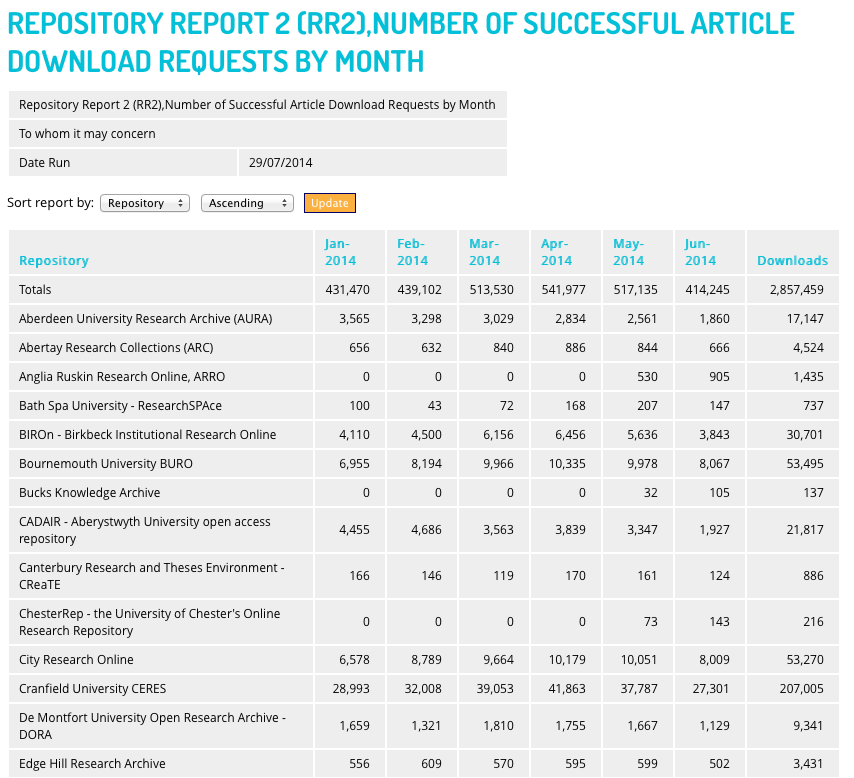 REPOSITORY REPORT 2 (RR2),NUMBER OF SUCCESSFUL ARTICLE
DOWNLOAD REQUESTS BY MONTH
Repository Report 2 (RR2),Number of Successful Article Download Requests by Month
To whom it may concern
Date Run 29/07/2014
Sort report by: Repository Ascending Update
Repository Jan-2014 Feb-2014 Mar-2014 Apr-2014 May-2014 Jun-2014 Downloads
Totals 431,470 439,102 513,530 541,977 517,135 414,245 2,857,459
Aberdeen University Research Archive (AURA) 3,565 3,298 3,029 2,834 2,561 1,860 17,147
Abertay Research Collections (ARC) 656 632 840 886 844 666 4,524
Anglia Ruskin Research Online, ARRO 0 0 0 0 530 905 1,435
Bath Spa University - ResearchSPAce 100 43 72 168 207 147 737
BIROn - Birkbeck Institutional Research Online 4,110 4,500 6,156 6,456 5,636 3,843 30,701
Bournemouth University BURO 6,955 8,194 9,966 10,335 9,978 8,067 53,495
Bucks Knowledge Archive 0 0 0 0 32 105 137
CADAIR - Aberystwyth University open access
repository 4,455 4,686 3,563 3,839 3,347 1,927 21,817
Canterbury Research and Theses Environment -
CReaTE 166 146 119 170 161 124 886
ChesterRep - the University of Chester's Online
Research Repository 0 0 0 0 73 143 216
City Research Online 6,578 8,789 9,664 10,179 10,051 8,009 53,270
Cranfield University CERES 28,993 32,008 39,053 41,863 37,787 27,301 207,005
De Montfort University Open Research Archive -
DORA 1,659 1,321 1,810 1,755 1,667 1,129 9,341
Edge Hill Research Archive 556 609 570 595 599 502 3,431